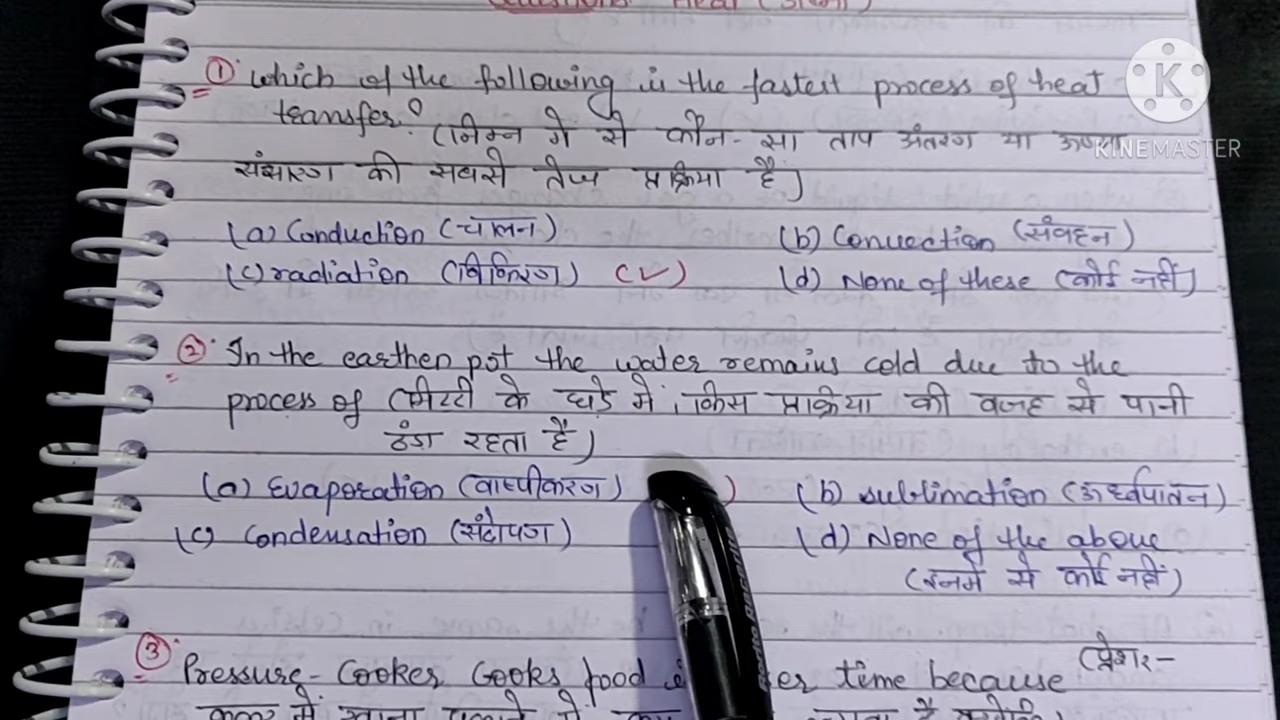 Questions Heat (ऊष्मा)
① which of the following is the fastest process of heat
transfer? (निम्न में से कौन-सा ताप अंतरण या ऊष्मा
संचारण की सबसे तेज प्रक्रिया है)
(a) Conduction (चालन) (b) Convection (संवहन)
(c) radiation (विकिरण) (✓) (d) None of these (कोई नहीं)
② In the earthen pot the water remains cold due to the
process of (मिटटी के घड़े में, किस प्रक्रिया की वजह से पानी
ठंडा रहता है)
(a) Evaporation (वाष्पीकरण) ) (b) sublimation (ऊर्ध्वपातन)
(c) Condensation (d) None of the above
(इनमे से कोई नहीं)
③ Pressure-Cooker Cooks food time because (प्रेशर-
KINEMASTER